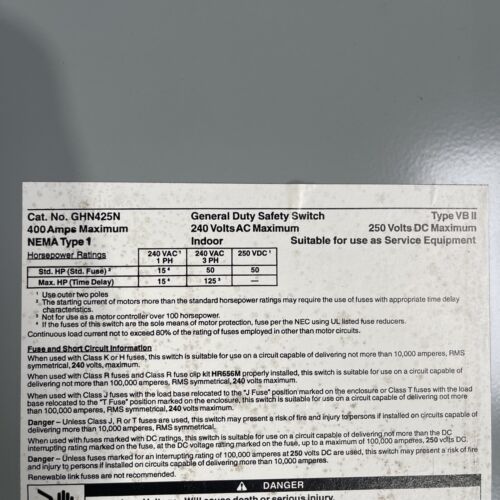 Cat. No. GHN425N General Duty Safety Switch Type VB II
400 Amps Maximum 240 Volts AC Maximum 250 Volts DC Maximum
NEMA Type 1 Indoor Suitable for use as Service Equipment
Horsepower Ratings 240 VAC ¹ 1 PH 240 VAC 3 PH 250 VDC ¹
Std. HP (Std. Fuse) ² 15 ⁴ 50 50
Max. HP (Time Delay) 15 ⁴ 125 ³ —
¹ Use outer two poles
² The starting current of motors more than the standard horsepower ratings may require the use of fuses with appropriate time delay
characteristics.
³ Not for use as a motor controller over 100 horsepower.
⁴ If the fuses of this switch are the sole means of motor protection, fuse per the NEC using UL listed fuse reducers.
Continuous load current not to exceed 80% of the rating of fuses employed in other than motor circuits.
Fuse and Short Circuit Information
When used with Class K or H fuses, this switch is suitable for use on a circuit capable of delivering not more than 10,000 amperes, RMS
symmetrical, 240 volts, maximum.
When used with Class R fuses and Class R fuse clip kit HR656M properly installed, this switch is suitable for use on a circuit capable of
delivering not more than 100,000 amperes, RMS symmetrical, 240 volts maximum.
When used with Class J fuses with the load base relocated to the "J Fuse" position marked on the enclosure or Class T fuses with the load
base relocated to the "T Fuse" position marked on the enclosure, this switch is suitable for use on a circuit capable of delivering not more
than 100,000 amperes, RMS symmetrical, 240 volts maximum.
Danger – Unless Class J, R or T fuses are used, this switch may present a risk of fire and injury to persons if installed on circuits capable of
delivering more than 10,000 amperes, RMS symmetrical.
When used with fuses marked with DC ratings, this switch is suitable for use on a circuit capable of delivering not more than the DC
interrupting rating marked on the fuse, at the DC voltage rating marked on the fuse, up to a maximum of 100,000 amperes, 250 volts DC.
Danger – Unless fuses marked for an interrupting rating of 100,000 amperes at 250 volts DC are used, this switch may present a risk of fire
and injury to persons if installed on circuits capable of delivering more than 10,000 amperes.
Renewable link fuses are not recommended.
DANGER
Will cause death or serious injury.